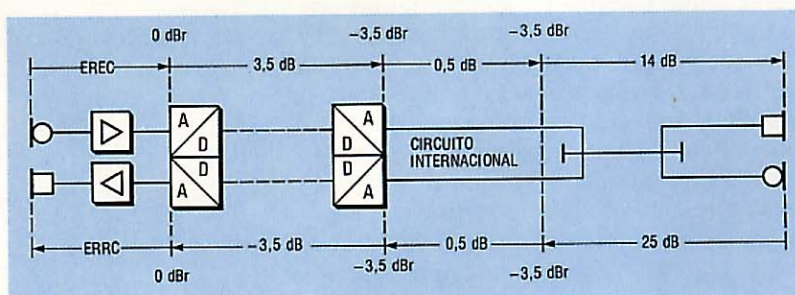 0 dBr −3,5 dBr −3,5 dBr
EREC 3,5 dB 0,5 dB 14 dB
A A
D D
CIRCUITO
INTERNACIONAL
D D
A A
ERRC −3,5 dB 0,5 dB 25 dB
0 dBr −3,5 dBr −3,5 dBr